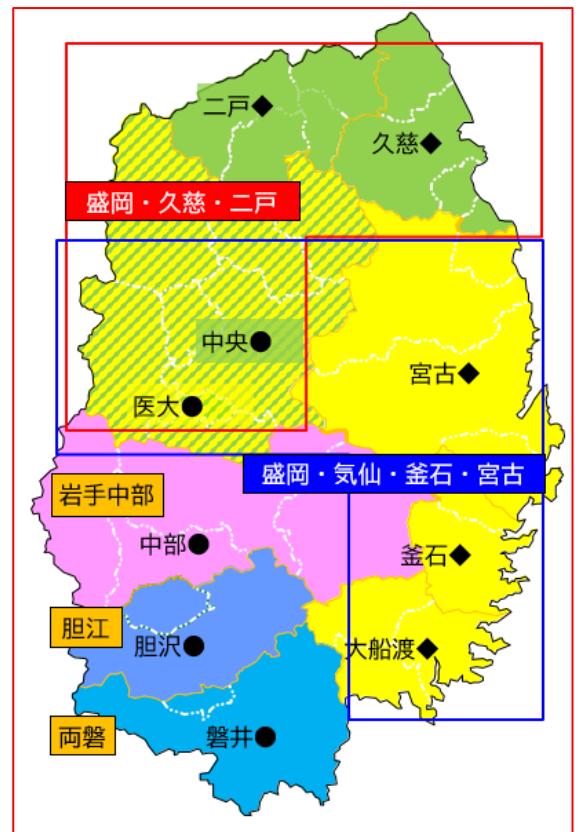 二戸◆
久慈◆
盛岡・久慈・二戸
中央●
宮古◆
医大●
盛岡・気仙・釜石・宮古
岩手中部
中部●
釜石◆
胆江
胆沢●
大船渡◆
両磐
磐井●